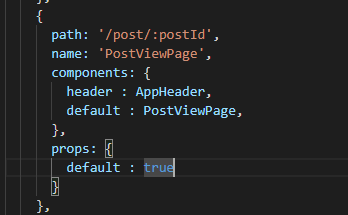 {
path: '/post/:postId',
name: 'PostViewPage',
components: {
header : AppHeader,
default : PostViewPage,
},
props: {
default : true
}
},